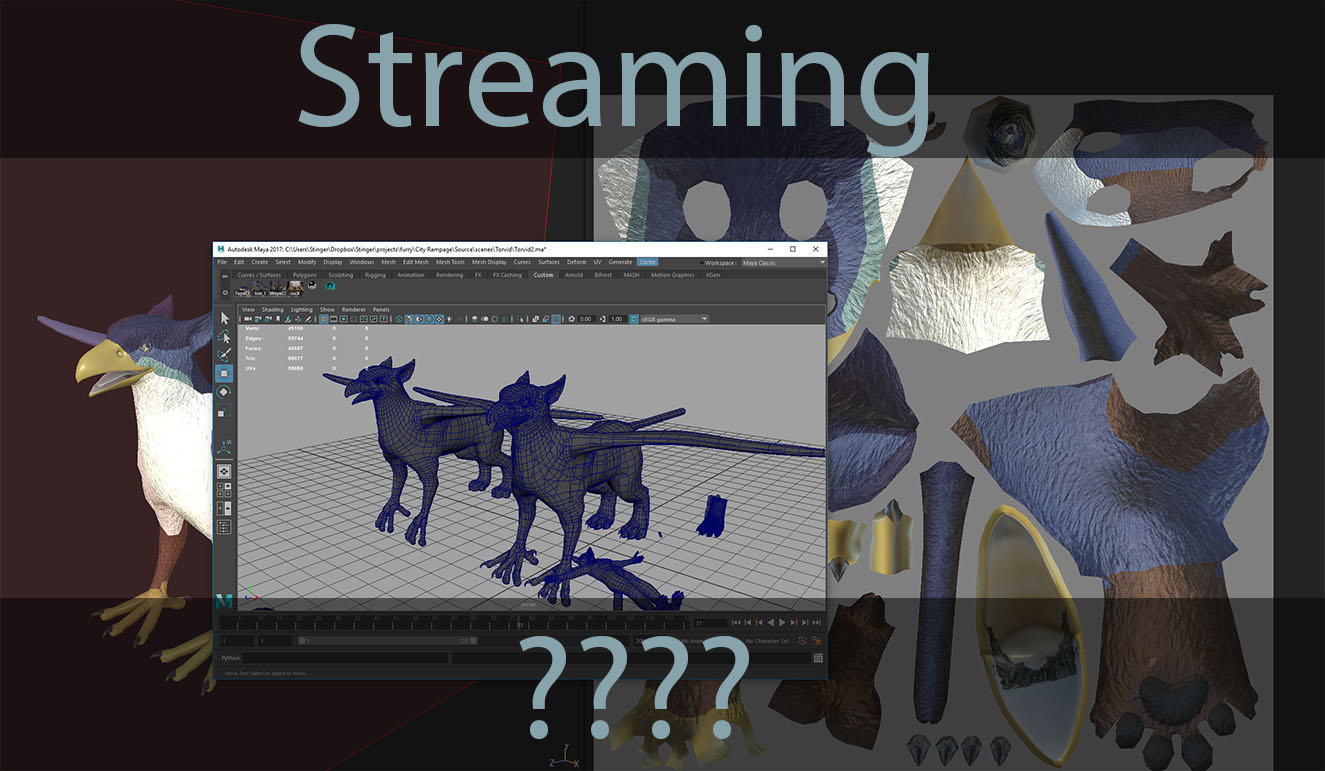 Streaming
Autodesk Maya 2017: C:\Users\Stinger\Dropbox\Stinger\projects\furry\City Rampage\Source\scenes\Torvid\Torvid2.ma*
File Edit Create Select Modify Display Windows Mesh Edit Mesh Mesh Tools Mesh Display Curves Surfaces Deform UV Generate Cache
Workspace: Maya Classic
Curves / Surfaces Polygons Sculpting Rigging Animation Rendering FX FX Caching Custom Arnold Bifrost MASH Motion Graphics XGen
View Shading Lighting Show Renderer Panels
0.00 1.00 sRGB gamma
Verts: 45106 0 0
Edges: 0 0
Faces: 0 0
Tris: 0 0
UVs: 0
persp
77 77
1 1 1 120
No Character Set
Python
Move Tool: Select an object to move.
????
Y
Z X